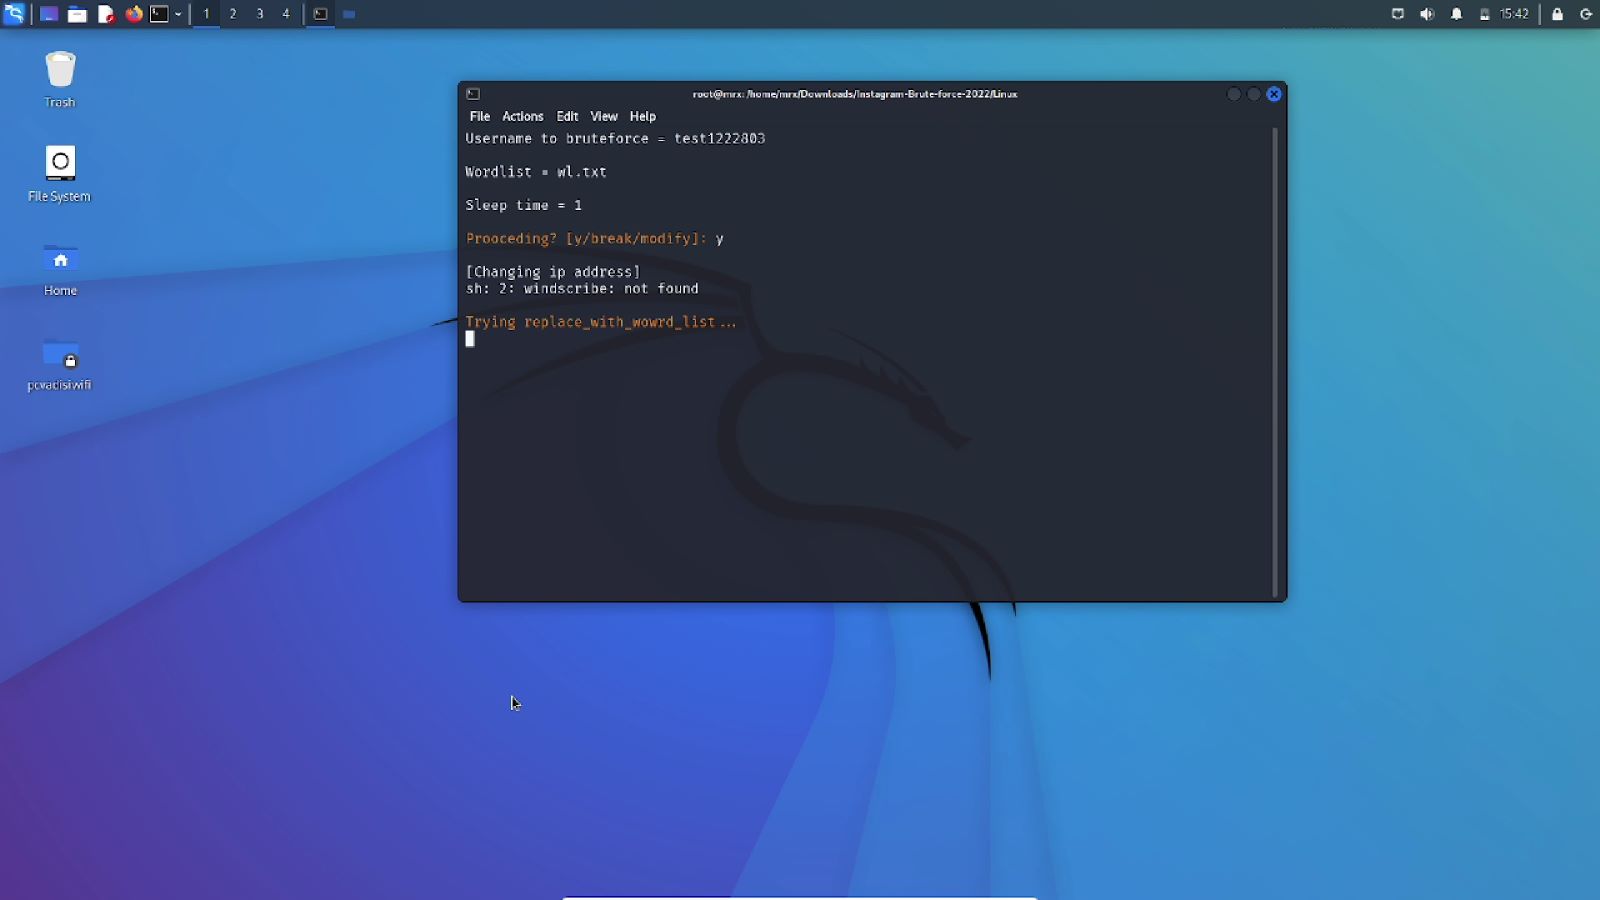 1 2 3 4
15:42
Trash
File System
Home
pcvadisiwifi
root@mrx: /home/mrx/Downloads/Instagram-Brute-force-2022/Linux
File Actions Edit View Help
Username to bruteforce = test1222803
Wordlist = wl.txt
Sleep time = 1
Prooceding? [y/break/modify]: y
[Changing ip address]
sh: 2: windscribe: not found
Trying replace_with_wowrd_list...